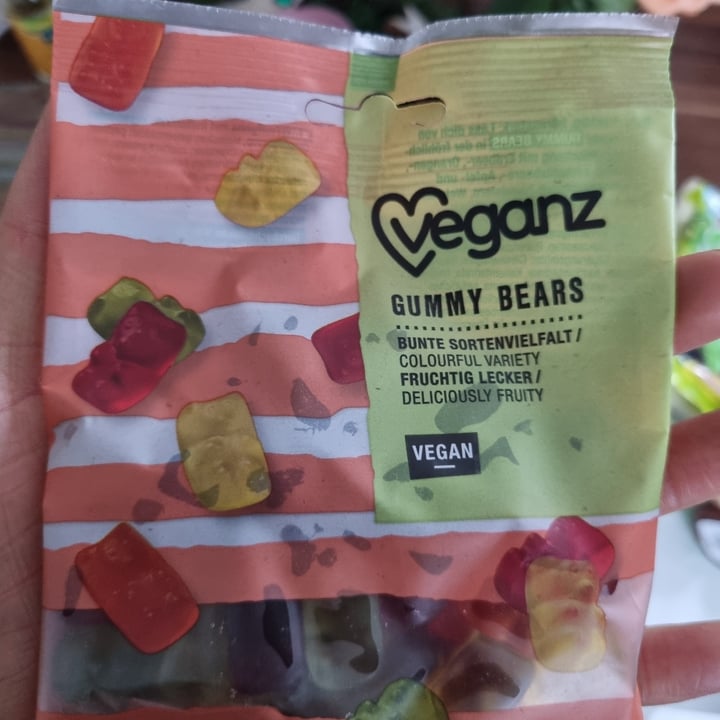 veganz
GUMMY BEARS
BUNTE SORTENVIELFALT /
COLOURFUL VARIETY
FRUCHTIG LECKER /
DELICIOUSLY FRUITY
VEGAN